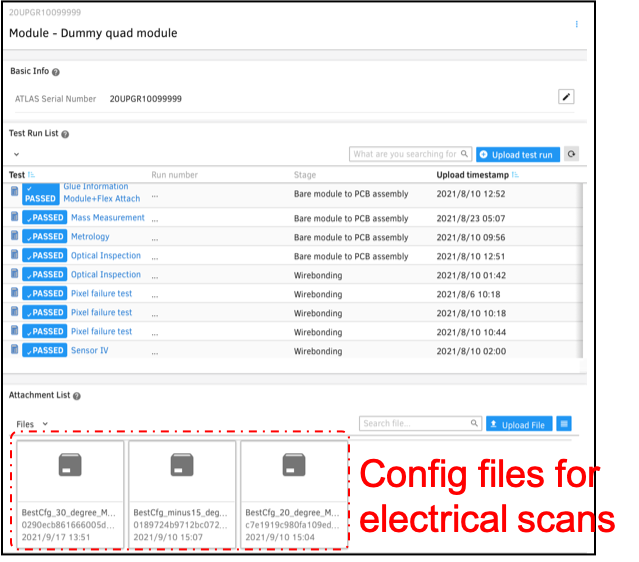 20UPGR10099999
Module - Dummy quad module
Basic Info
ATLAS Serial Number 20UPGR10099999
Test Run List
What are you searching for Upload test run
Test Run number Stage Upload timestamp
PASSED Glue Information Module+Flex Attach ... Bare module to PCB assembly 2021/8/10 12:52
PASSED Mass Measurement ... Bare module to PCB assembly 2021/8/23 05:07
PASSED Metrology ... Bare module to PCB assembly 2021/8/10 09:56
PASSED Optical Inspection ... Bare module to PCB assembly 2021/8/10 12:51
PASSED Optical Inspection ... Wirebonding 2021/8/10 01:42
PASSED Pixel failure test ... Wirebonding 2021/8/6 10:18
PASSED Pixel failure test ... Wirebonding 2021/8/10 10:18
PASSED Pixel failure test ... Wirebonding 2021/8/10 10:44
PASSED Sensor IV ... Wirebonding 2021/8/10 02:00
Attachment List
Files Search file... Upload File
BestCfg_30_degree_M... BestCfg_minus15_deg... BestCfg_20_degree_M...
0290ecb861666005d... 0189724b9712bc072... c7e1919c980fa109ed...
2021/9/17 13:51 2021/9/10 15:07 2021/9/10 15:04
Config files for
electrical scans